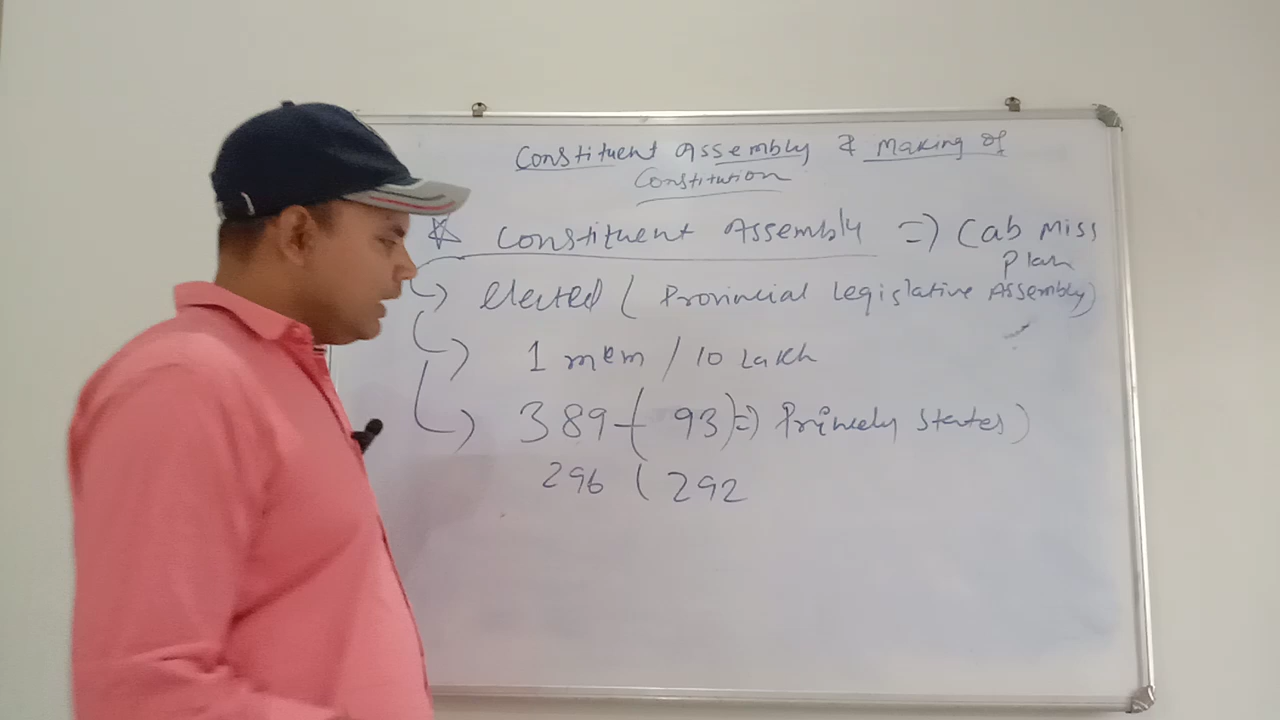 Constituent Assembly & Making of
Constitution
☆ Constituent Assembly => Cab Miss
Plan
↳ elected ( Provincial Legislative Assembly)
↳ 1 mem / 10 Lakh
↳ 389 - ( 93 => Princely States)
296 ( 292